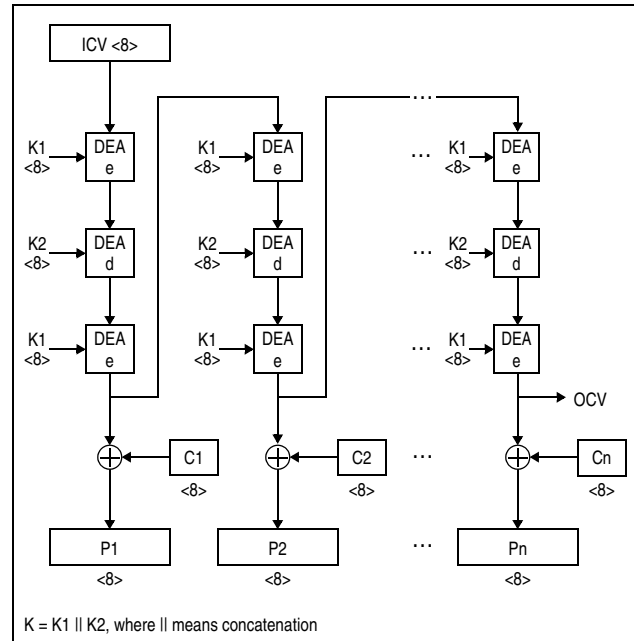 ICV <8>
...
K1
<8>
DEA
e
K1
<8>
DEA
e
...
K1
<8>
DEA
e
K2
<8>
DEA
d
K2
<8>
DEA
d
...
K2
<8>
DEA
d
K1
<8>
DEA
e
K1
<8>
DEA
e
...
K1
<8>
DEA
e
OCV
C1
<8>
C2
<8>
...
Cn
<8>
P1
<8>
P2
<8>
...
Pn
<8>
K = K1 || K2, where || means concatenation